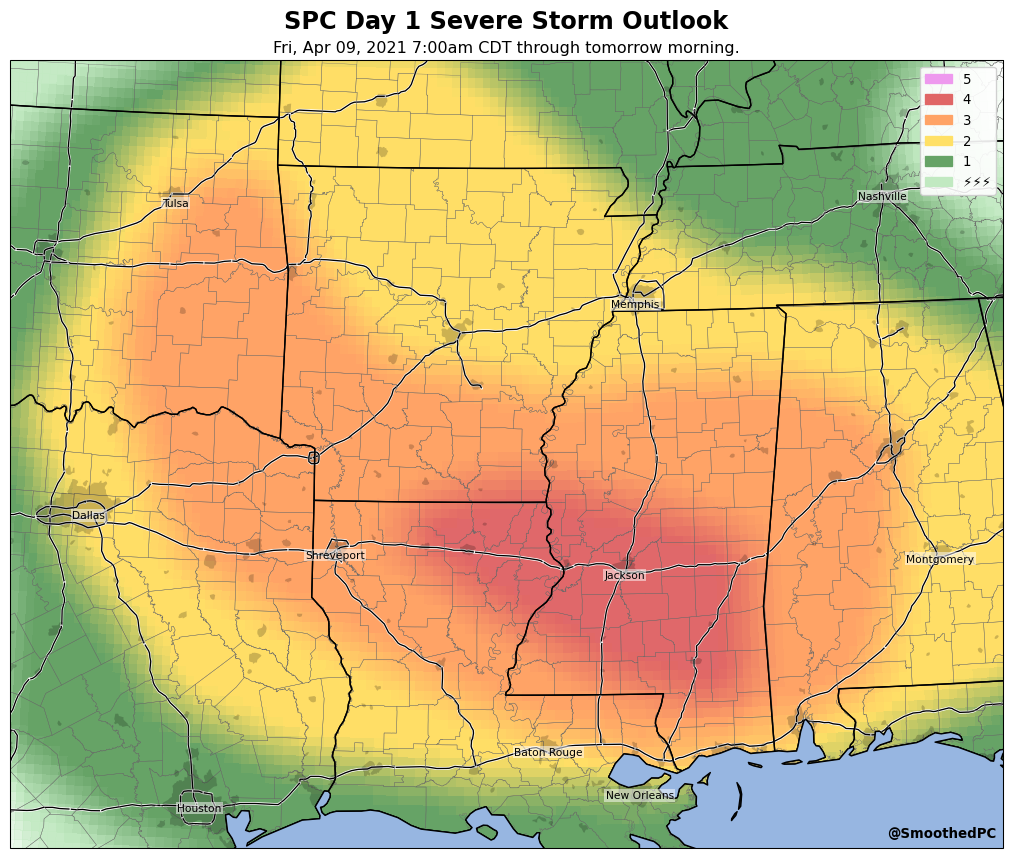 SPC Day 1 Severe Storm Outlook
Fri, Apr 09, 2021 7:00am CDT through tomorrow morning.
5
4
3
2
1
⚡⚡⚡
Nashville
Tulsa
Memphis
Dallas
Shreveport
Montgomery
Jackson
Baton Rouge
New Orleans
Houston
@SmoothedPC